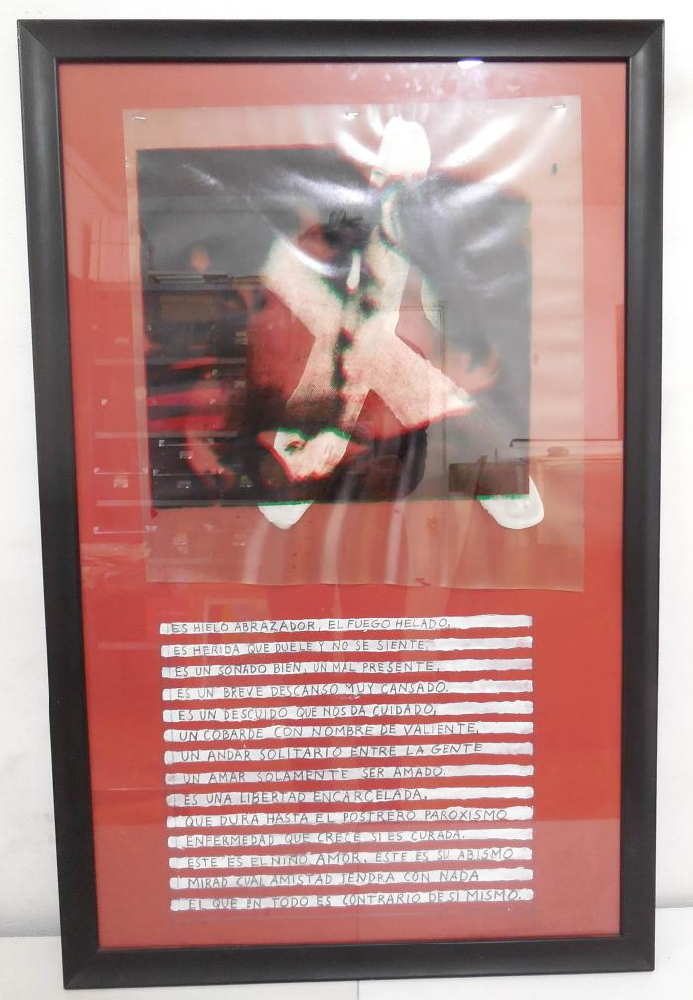 ES HIELO ABRAZADOR, EL FUEGO HELADO,
ES HERIDA QUE DUELE Y NO SE SIENTE,
ES UN SOÑADO BIEN, UN MAL PRESENTE,
ES UN BREVE DESCANSO MUY CANSADO.
ES UN DESCUIDO QUE NOS DA CUIDADO,
UN COBARDE CON NOMBRE DE VALIENTE,
UN ANDAR SOLITARIO ENTRE LA GENTE
UN AMAR SOLAMENTE SER AMADO.
ES UNA LIBERTAD ENCARCELADA,
QUE DURA HASTA EL POSTRERO PAROXISMO
ENFERMEDAD QUE CRECE SI ES CURADA.
ESTE ES EL NIÑO AMOR, ESTE ES SU ABISMO
MIRAD CUAL AMISTAD TENDRA CON NADA
EL QUE EN TODO ES CONTRARIO DE SI MISMO.